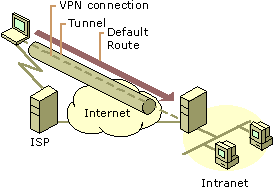 VPN connection
Tunnel
Default
Route
Internet
ISP
Intranet